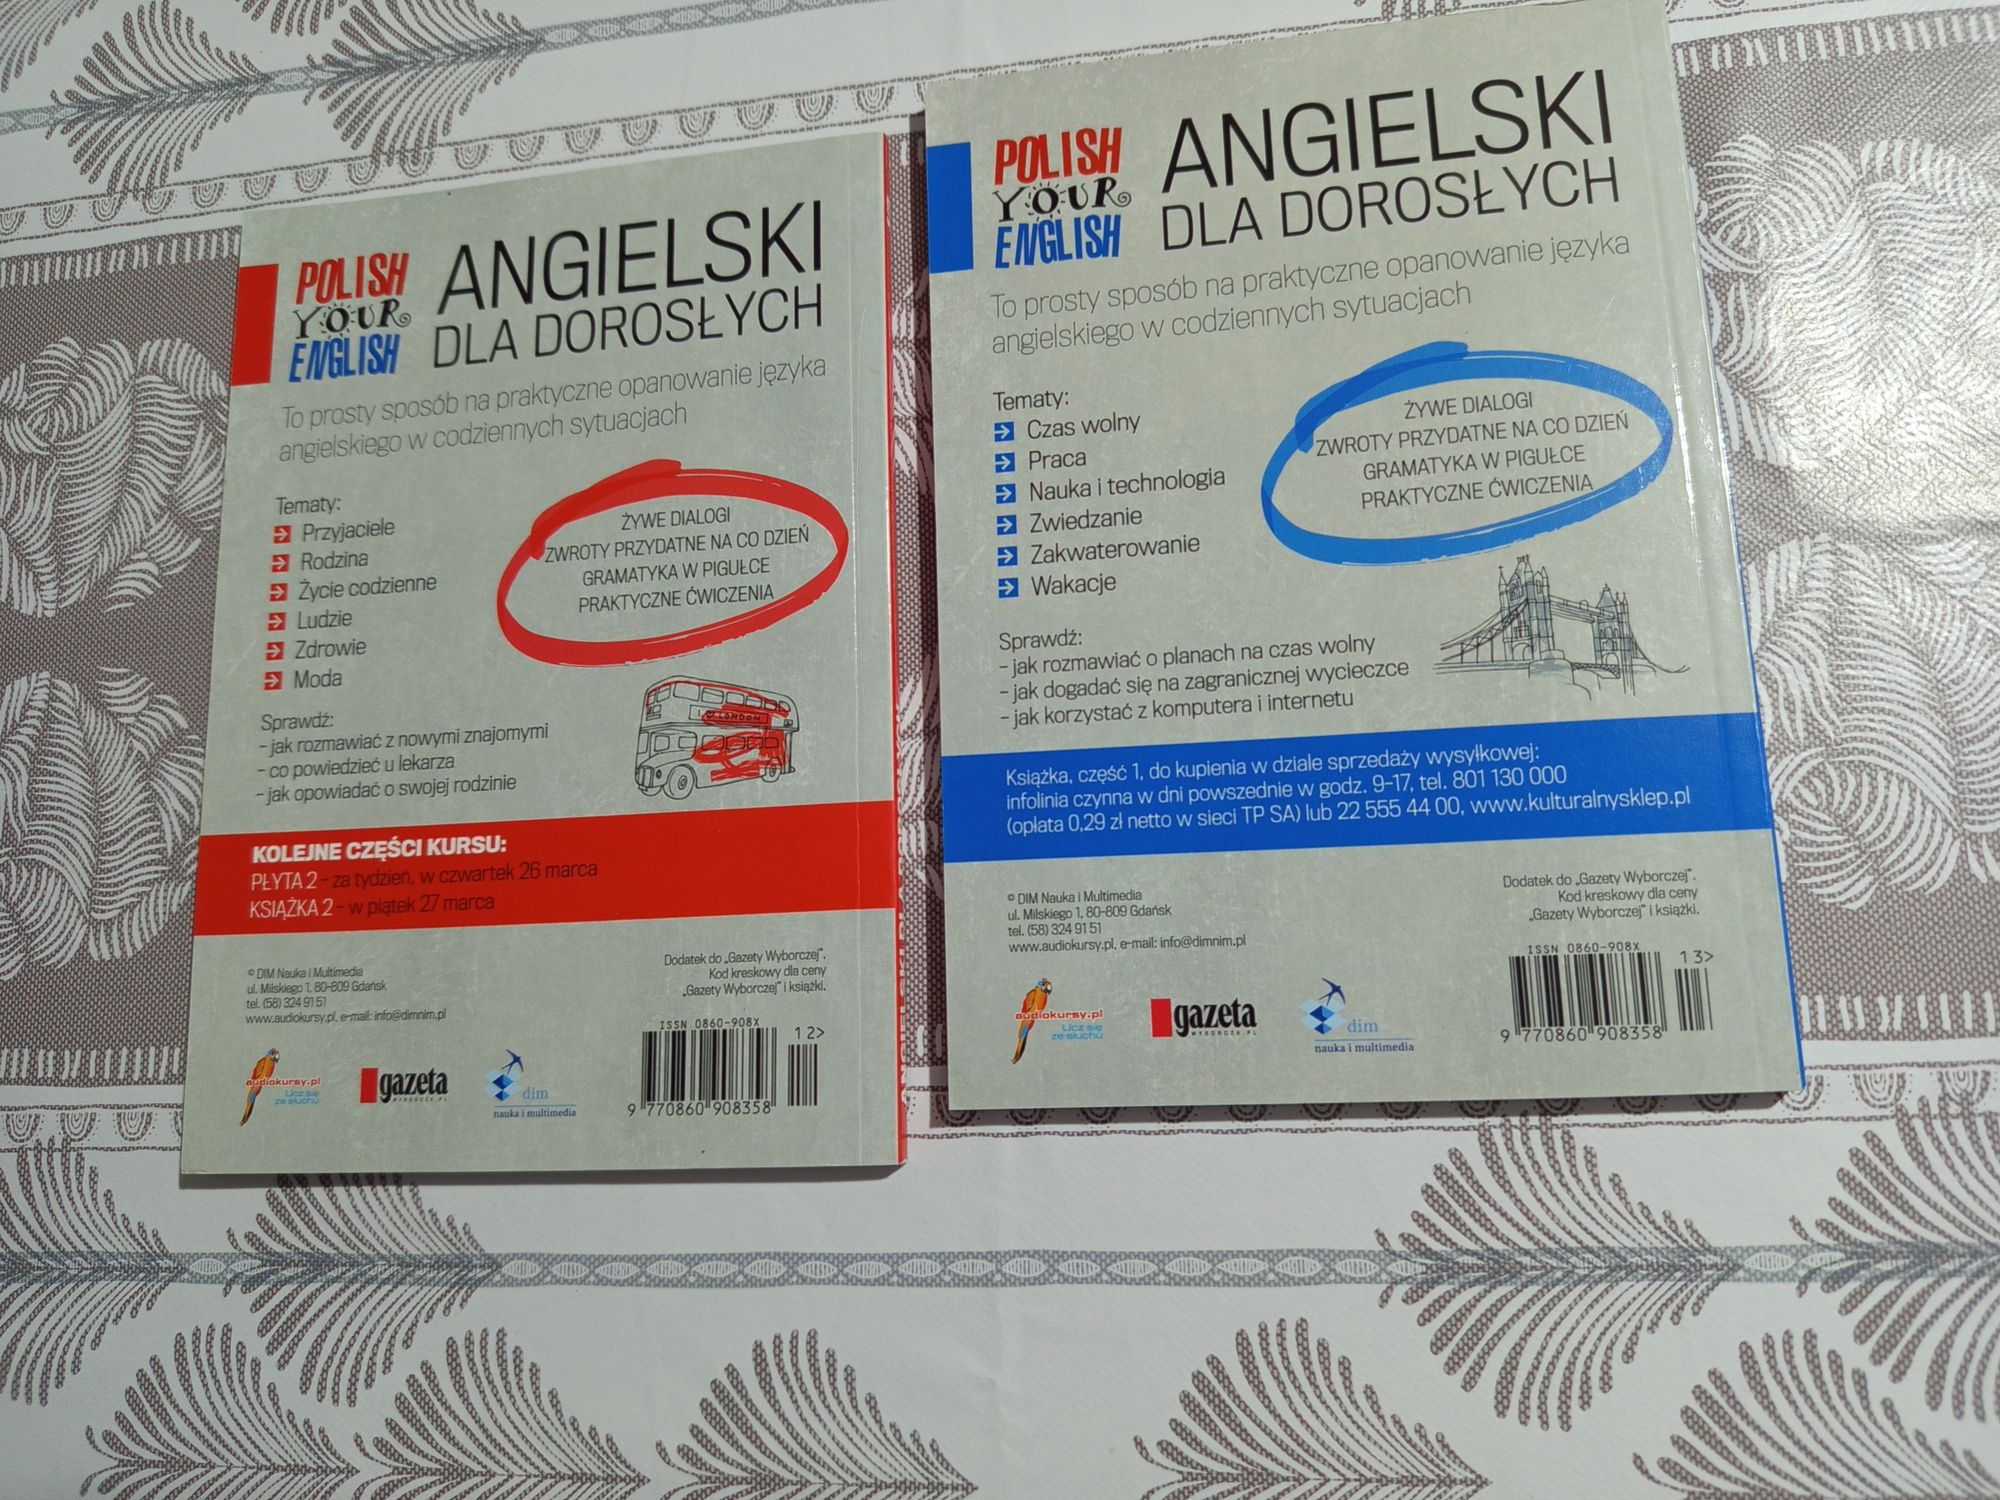 POLISH
YOUR
ENGLISH
ANGIELSKI
DLA DOROSŁYCH
To prosty sposób na praktyczne opanowanie języka
angielskiego w codziennych sytuacjach
Tematy:
Przyjaciele
Rodzina
Życie codzienne
Ludzie
Zdrowie
Moda
ŻYWE DIALOGI
ZWROTY PRZYDATNE NA CO DZIEŃ
GRAMATYKA W PIGUŁCE
PRAKTYCZNE ĆWICZENIA
LONDON
Sprawdź:
- jak rozmawiać z nowymi znajomymi
- co powiedzieć u lekarza
- jak opowiadać o swojej rodzinie
KOLEJNE CZĘŚCI KURSU:
PŁYTA 2 - za tydzień, w czwartek 26 marca
KSIĄŻKA 2 - w piątek 27 marca
© DIM Nauka i Multimedia
ul. Milskiego 1, 80-809 Gdańsk
tel. (58) 324 91 51
www.audiokursy.pl, e-mail: info@dimnim.pl
Dodatek do „Gazety Wyborczej”.
Kod kreskowy dla ceny
„Gazety Wyborczej” i książki.
audiokursy.pl
Ucz się
ze słuchu
gazeta
WYBORCZA.PL
dim
nauka i multimedia
ISSN 0860-908X
12>
9 770860 908358
POLISH
YOUR
ENGLISH
ANGIELSKI
DLA DOROSŁYCH
To prosty sposób na praktyczne opanowanie języka
angielskiego w codziennych sytuacjach
Tematy:
Czas wolny
Praca
Nauka i technologia
Zwiedzanie
Zakwaterowanie
Wakacje
ŻYWE DIALOGI
ZWROTY PRZYDATNE NA CO DZIEŃ
GRAMATYKA W PIGUŁCE
PRAKTYCZNE ĆWICZENIA
Sprawdź:
- jak rozmawiać o planach na czas wolny
- jak dogadać się na zagranicznej wycieczce
- jak korzystać z komputera i internetu
Książka, część 1, do kupienia w dziale sprzedaży wysyłkowej:
infolinia czynna w dni powszednie w godz. 9-17, tel. 801 130 000
(opłata 0,29 zł netto w sieci TP SA) lub 22 555 44 00, www.kulturalnysklep.pl
© DIM Nauka i Multimedia
ul. Milskiego 1, 80-809 Gdańsk
tel. (58) 324 91 51
www.audiokursy.pl, e-mail: info@dimnim.pl
Dodatek do „Gazety Wyborczej”.
Kod kreskowy dla ceny
„Gazety Wyborczej” i książki.
audiokursy.pl
Ucz się
ze słuchu
gazeta
WYBORCZA.PL
dim
nauka i multimedia
ISSN 0860-908X
13>
9 770860 908358